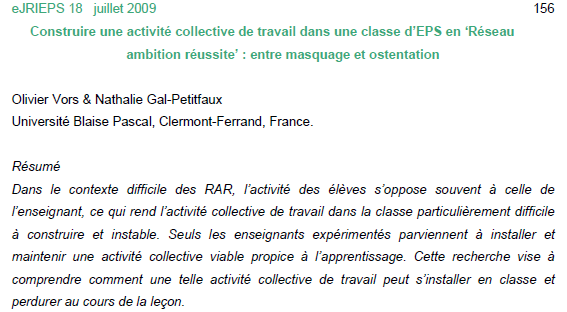 eJRIEPS 18 juillet 2009 156
Construire une activité collective de travail dans une classe d'EPS en 'Réseau
ambition réussite' : entre masquage et ostentation
Olivier Vors & Nathalie Gal-Petitfaux
Université Blaise Pascal, Clermont-Ferrand, France.
Résumé
Dans le contexte difficile des RAR, l'activité des élèves s'oppose souvent à celle de
l'enseignant, ce qui rend l'activité collective de travail dans la classe particulièrement difficile
à construire et instable. Seuls les enseignants expérimentés parviennent à installer et
maintenir une activité collective viable propice à l'apprentissage. Cette recherche vise à
comprendre comment une telle activité collective de travail peut s'installer en classe et
perdurer au cours de la leçon.